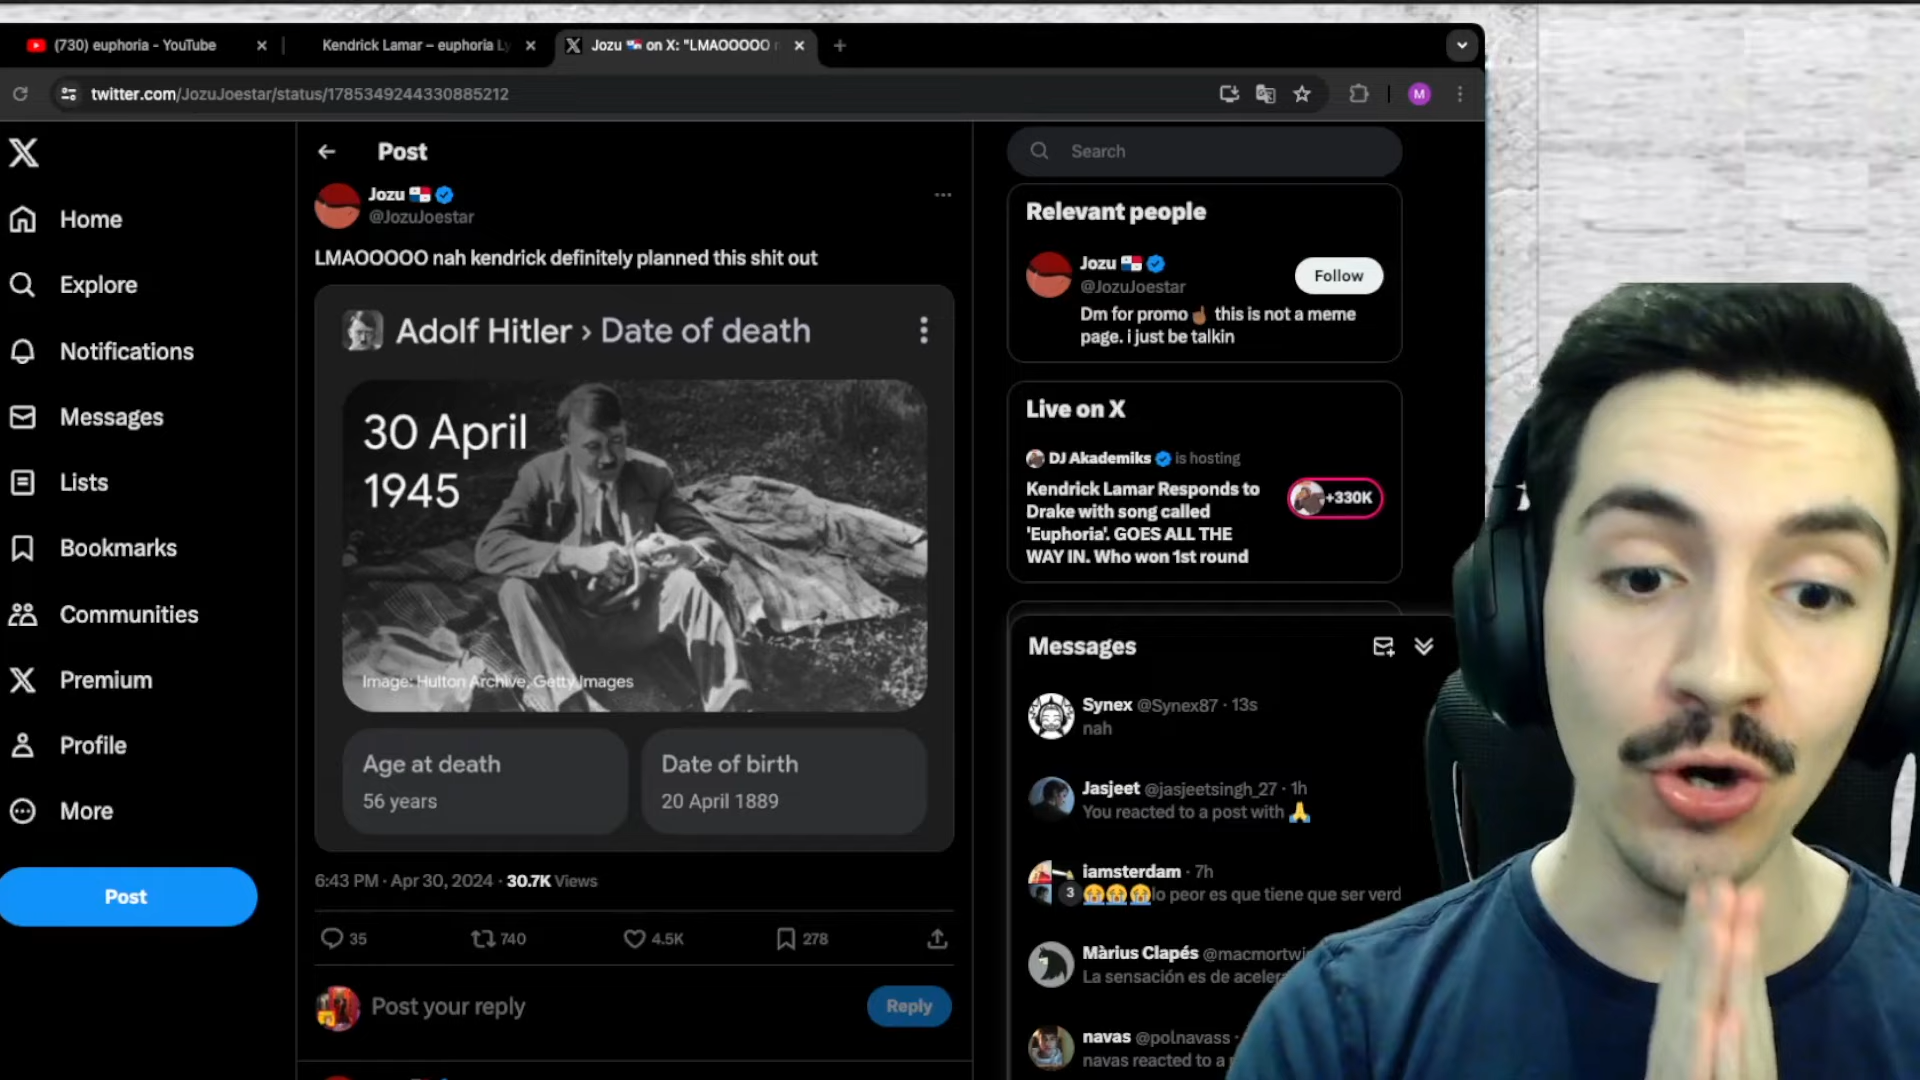 (730) euphoria - YouTube
Kendrick Lamar – euphoria Ly
Jozu 🇵🇦 on X: "LMAOOOOO n
twitter.com/JozuJoestar/status/1785349244330885212
M
Home
Explore
Notifications
Messages
Lists
Bookmarks
Communities
Premium
Profile
More
Post
Post
Jozu 🇵🇦
@JozuJoestar
LMAOOOOO nah kendrick definitely planned this shit out
Adolf Hitler › Date of death
30 April
1945
Image: Hulton Archive, Getty Images
Age at death
56 years
Date of birth
20 April 1889
6:43 PM · Apr 30, 2024 · 30.7K Views
35
740
4.5K
278
Post your reply
Reply
Search
Relevant people
Jozu 🇵🇦
@JozuJoestar
Follow
Dm for promo☝🏾 this is not a meme
page. i just be talkin
Live on X
DJ Akademiks is hosting
Kendrick Lamar Responds to
Drake with song called
'Euphoria'. GOES ALL THE
WAY IN. Who won 1st round
+330K
Messages
Synex @Synex87 · 13s
nah
Jasjeet @jasjeetsingh_27 · 1h
You reacted to a post with 🙏
iamsterdam · 7h
3
😭😭😭lo peor es que tiene que ser verd
Màrius Clapés @macmortwi
La sensación es de acelera
navas @polnavass ·
navas reacted to a